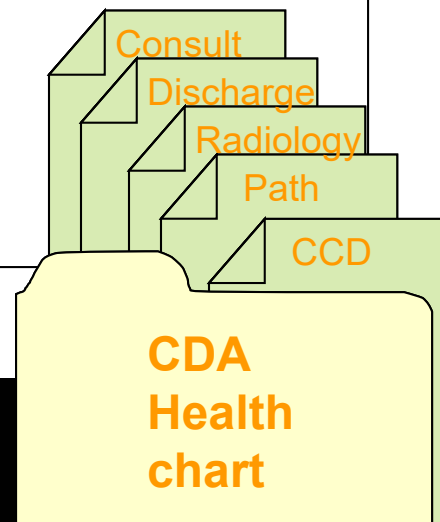 Consult
Discharge
Radiology
Path
CCD
CDA
Health
chart